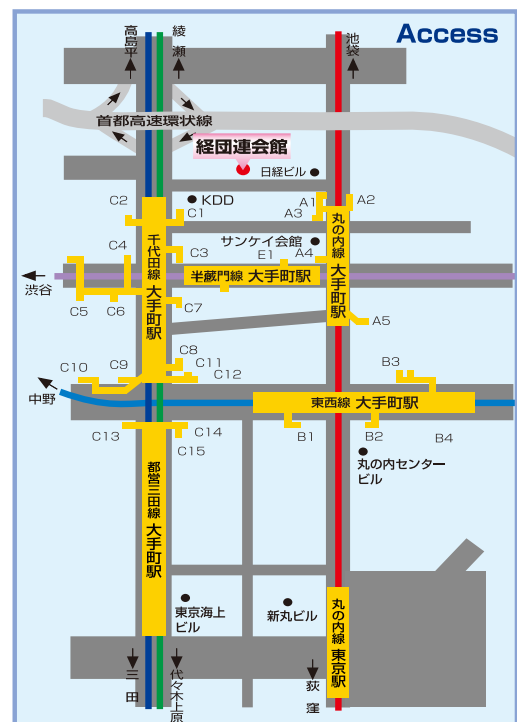 Access
高島平
綾瀬
池袋
首都高速環状線
経団連会館
日経ビル
C2
KDD
C1
A1
A2
A3
サンケイ会館
C4
C3
E1
A4
千代田線 大手町駅
丸の内線 大手町駅
半蔵門線 大手町駅
渋谷
C5
C6
C7
A5
C8
C10
C9
C11
C12
B3
中野
東西線 大手町駅
C13
C14
C15
B1
B2
B4
丸の内センター
ビル
都営三田線 大手町駅
東京海上
ビル
新丸ビル
丸の内線 東京駅
三田
代々木上原
荻窪